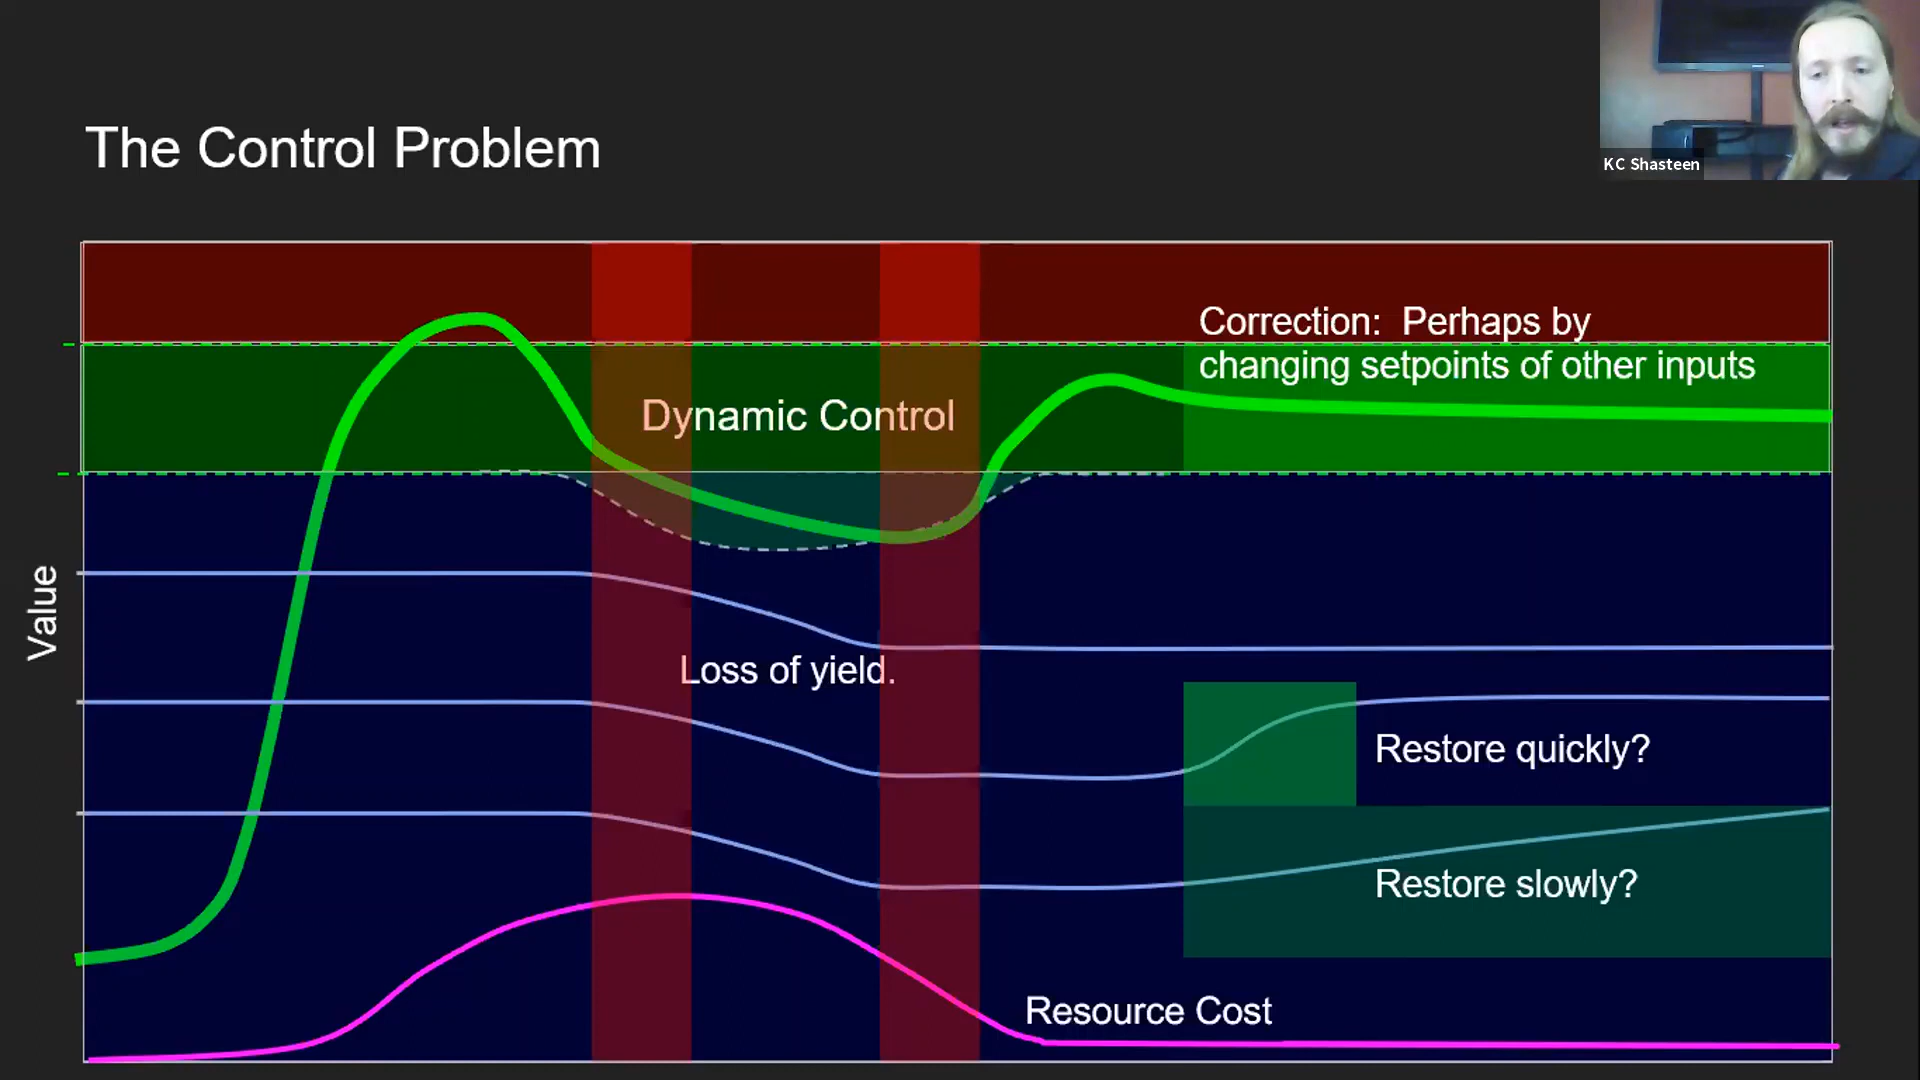 KC Shasteen
The Control Problem
Correction:  Perhaps by
changing setpoints of other inputs
Dynamic Control
Value
Loss of yield.
Restore quickly?
Restore slowly?
Resource Cost